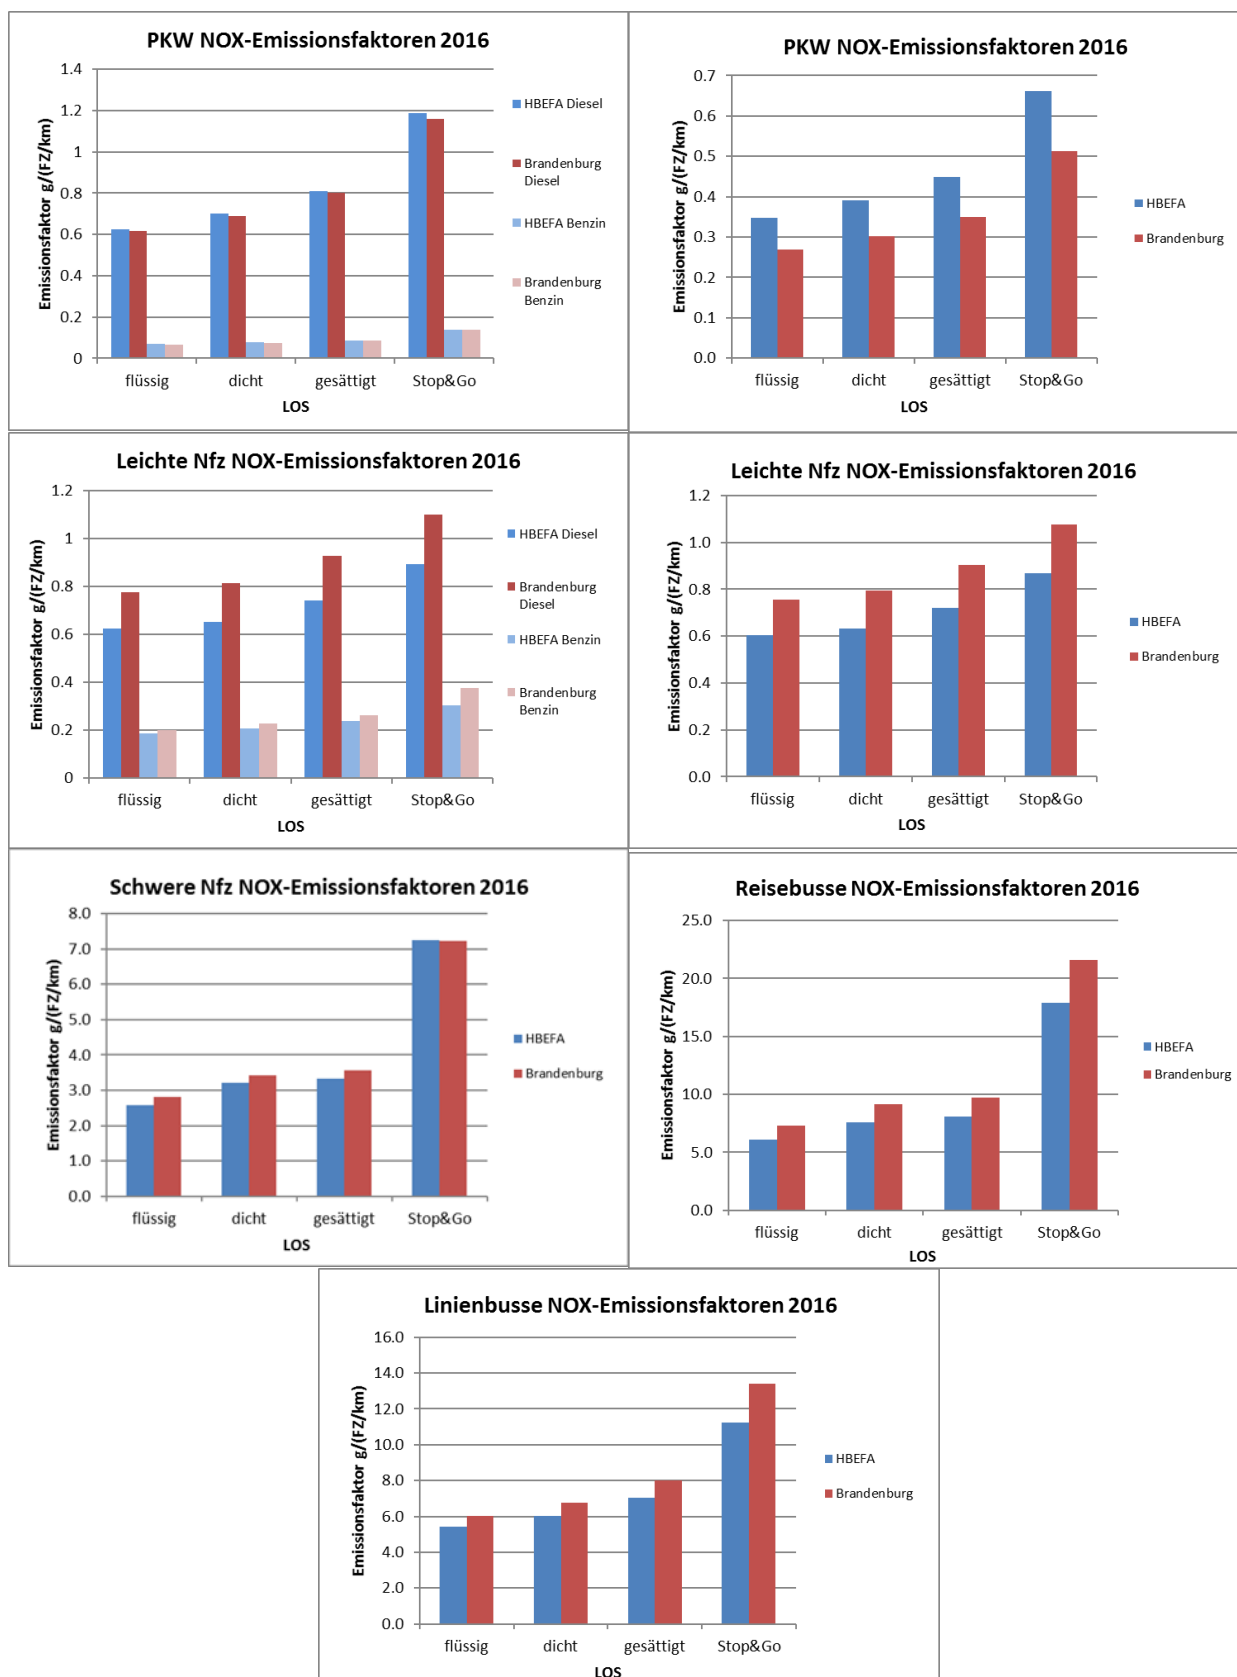 PKW NOX-Emissionsfaktoren 2016
Emissionsfaktor g/(FZ/km)
1.4
1.2
1
0.8
0.6
0.4
0.2
0
flüssig dicht gesättigt Stop&Go
LOS
HBEFA Diesel
Brandenburg
Diesel
HBEFA Benzin
Brandenburg
Benzin
PKW NOX-Emissionsfaktoren 2016
Emissionsfaktor g/(FZ/km)
0.7
0.6
0.5
0.4
0.3
0.2
0.1
0.0
flüssig dicht gesättigt Stop&Go
LOS
HBEFA
Brandenburg
Leichte Nfz NOX-Emissionsfaktoren 2016
Emissionsfaktor g/(FZ/km)
1.2
1
0.8
0.6
0.4
0.2
0
flüssig dicht gesättigt Stop&Go
LOS
HBEFA Diesel
Brandenburg
Diesel
HBEFA Benzin
Brandenburg
Benzin
Leichte Nfz NOX-Emissionsfaktoren 2016
Emissionsfaktor g/(FZ/km)
1.2
1.0
0.8
0.6
0.4
0.2
0.0
flüssig dicht gesättigt Stop&Go
LOS
HBEFA
Brandenburg
Schwere Nfz NOX-Emissionsfaktoren 2016
Emissionsfaktor g/(FZ/km)
8.0
7.0
6.0
5.0
4.0
3.0
2.0
1.0
0.0
flüssig dicht gesättigt Stop&Go
LOS
HBEFA
Brandenburg
Reisebusse NOX-Emissionsfaktoren 2016
Emissionsfaktor g/(FZ/km)
25.0
20.0
15.0
10.0
5.0
0.0
flüssig dicht gesättigt Stop&Go
LOS
HBEFA
Brandenburg
Linienbusse NOX-Emissionsfaktoren 2016
Emissionsfaktor g/(FZ/km)
16.0
14.0
12.0
10.0
8.0
6.0
4.0
2.0
0.0
flüssig dicht gesättigt Stop&Go
LOS
HBEFA
Brandenburg